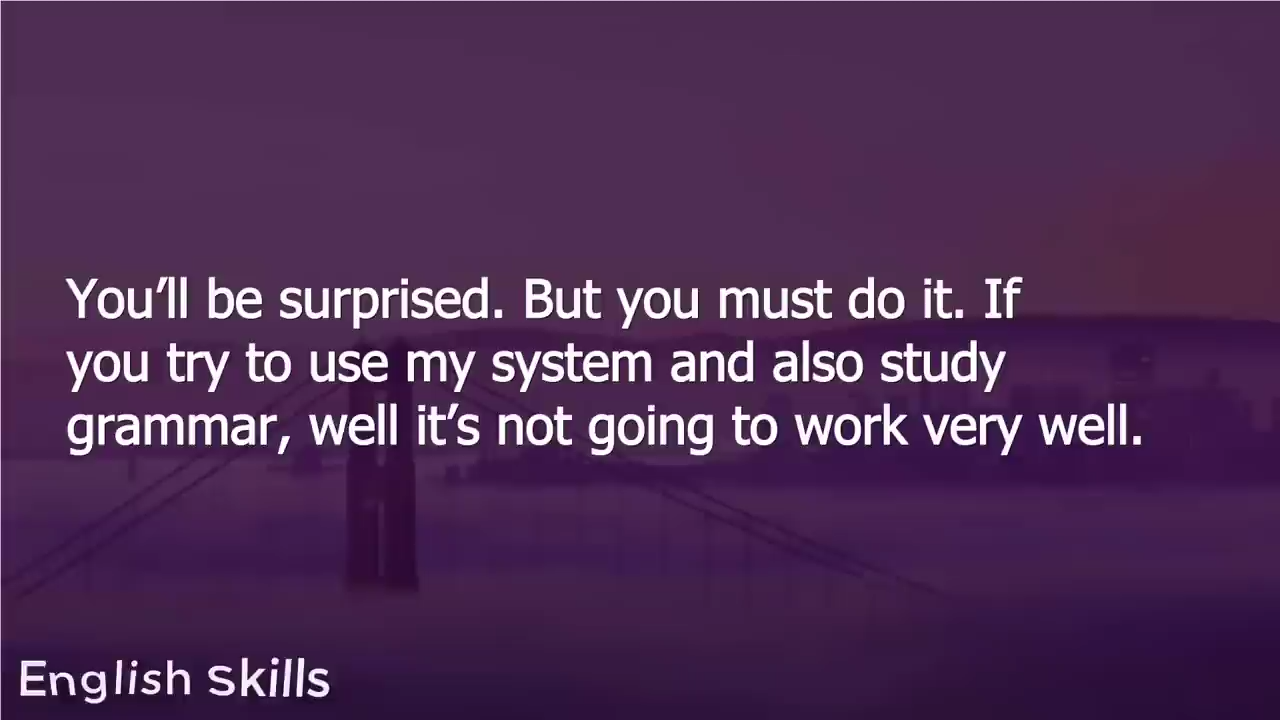 You’ll be surprised. But you must do it. If
you try to use my system and also study
grammar, well it’s not going to work very well.
English Skills